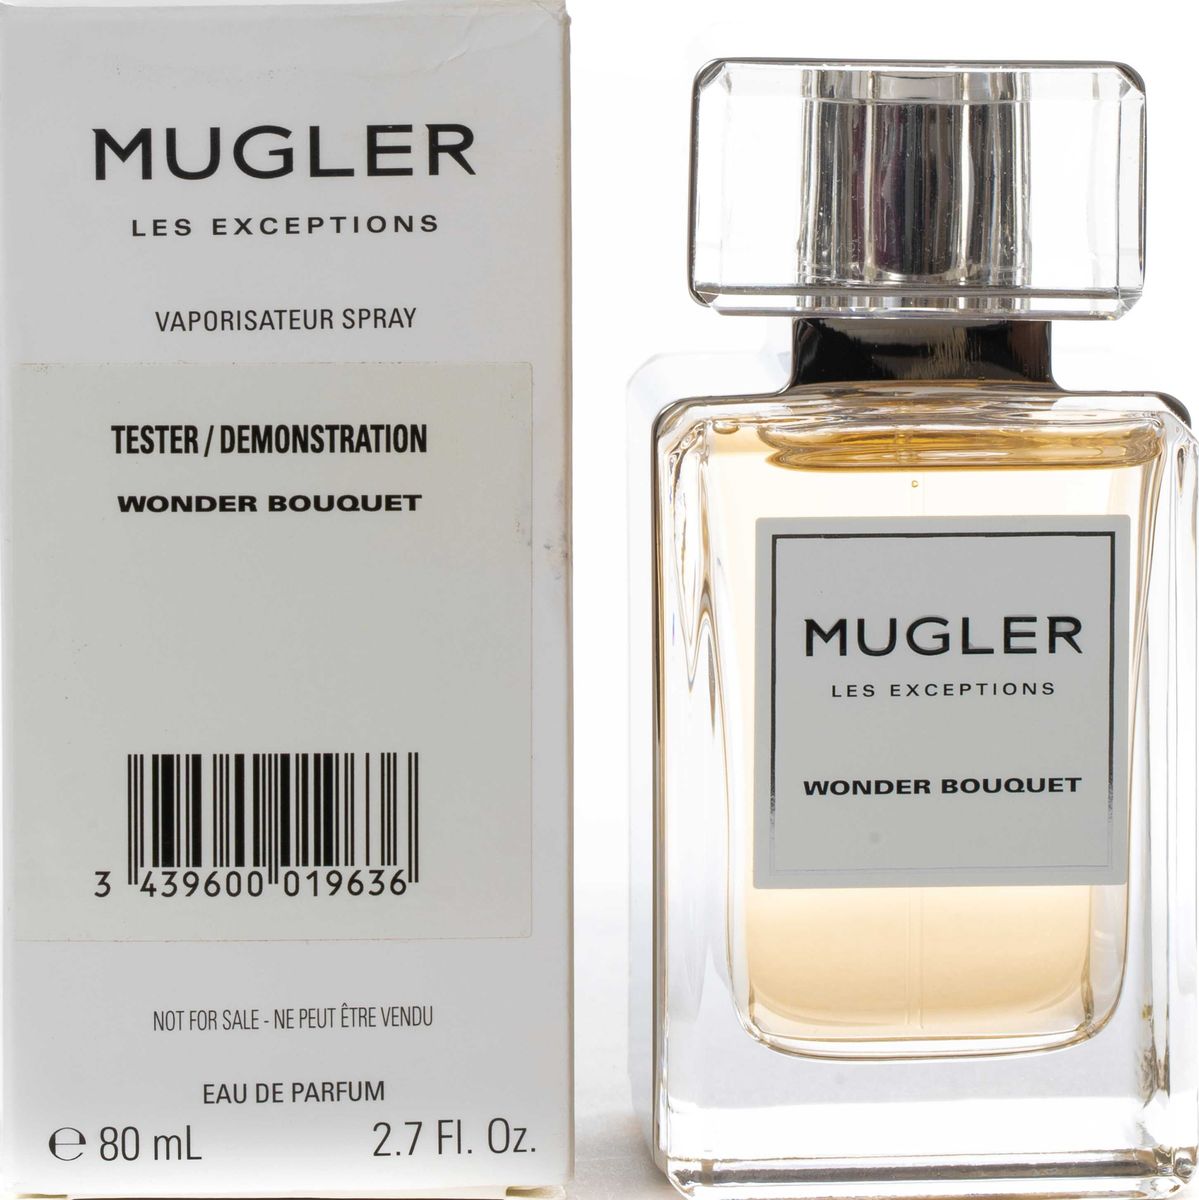 MUGLER
LES EXCEPTIONS
VAPORISATEUR SPRAY
TESTER / DEMONSTRATION
WONDER BOUQUET
3 439600 019636
NOT FOR SALE - NE PEUT ÊTRE VENDU
EAU DE PARFUM
℮ 80 mL 2.7 Fl. Oz.
MUGLER
LES EXCEPTIONS
WONDER BOUQUET